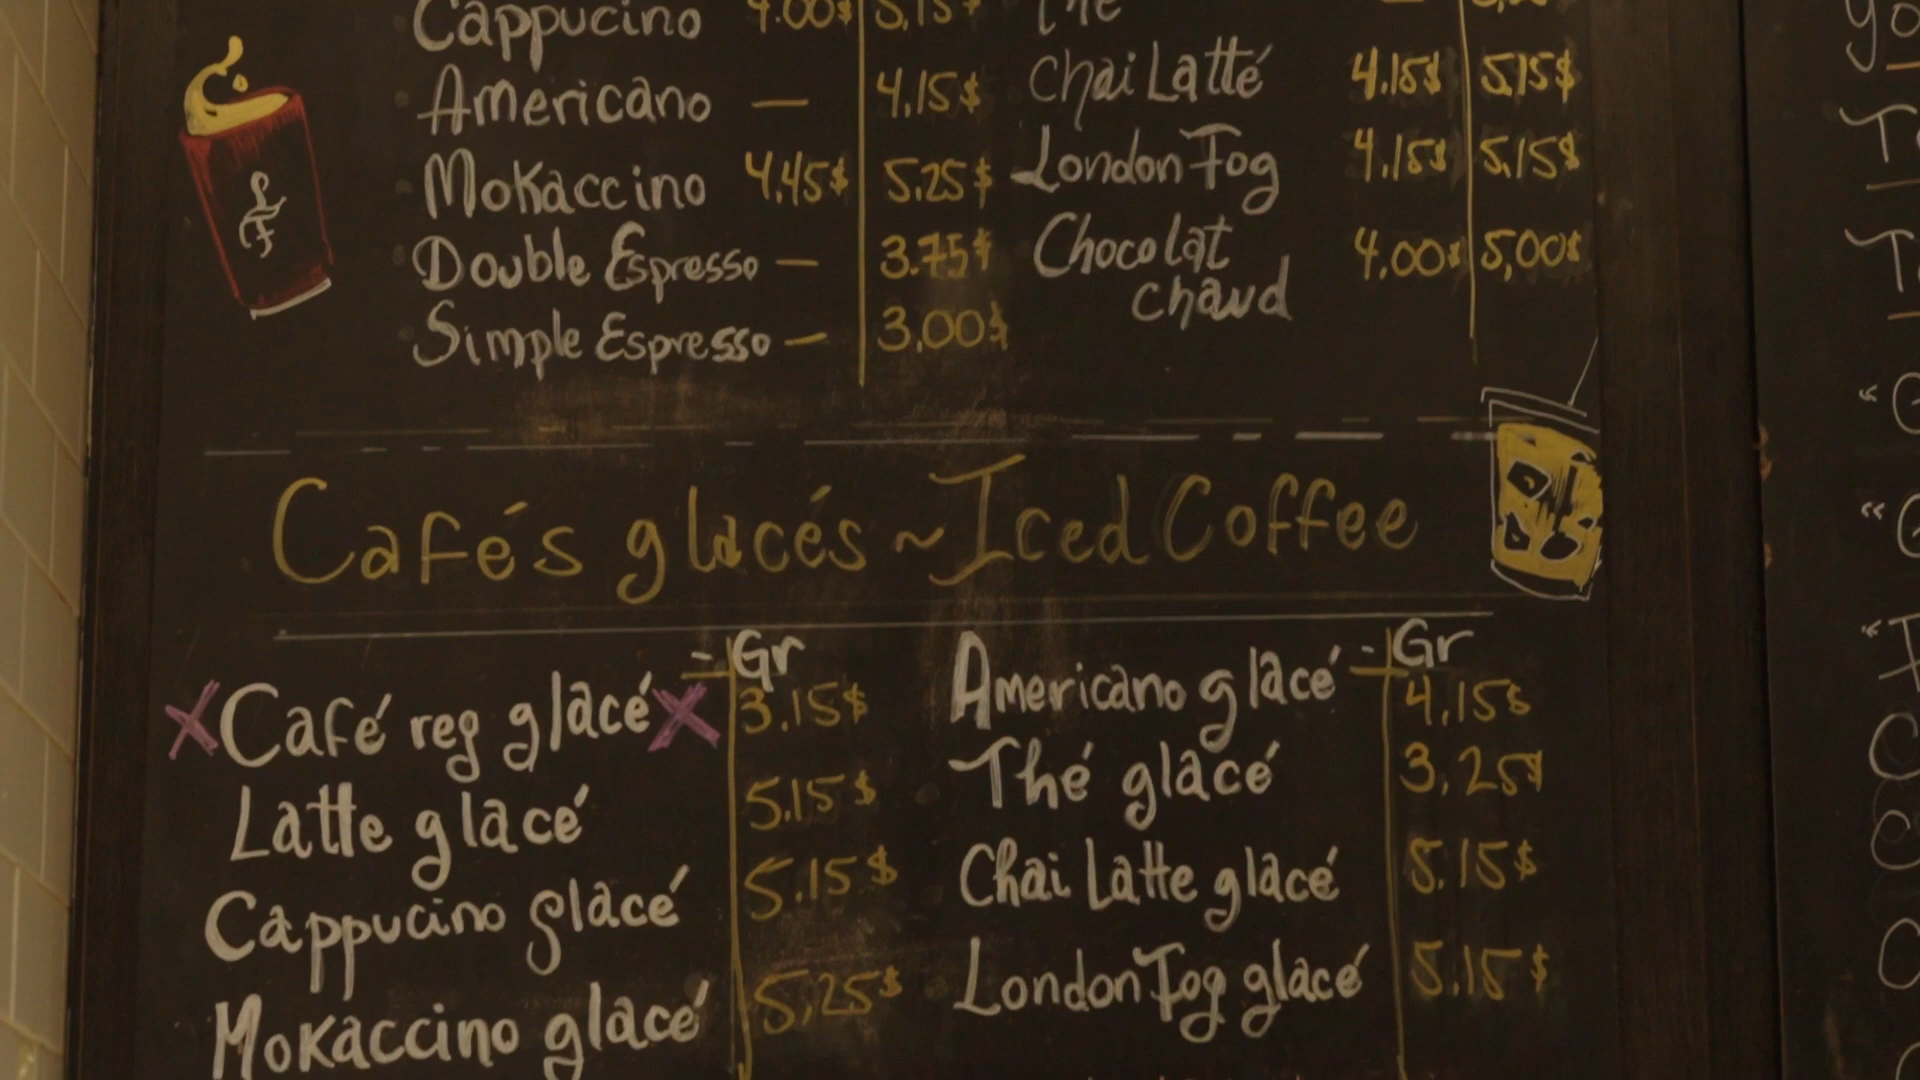 Cappucino 4.00$ 5,15$
Americano — 4.15$
Mokaccino 4.45$ 5.25$
Double Espresso — 3.75$
Simple Espresso — 3.00$
Thé —
Chai Latté 4.15$ 5,15$
London Fog 4.15$ 5.15$
Chocolat 4.00$ 5,00$
chaud
Cafés glacés ~ Iced Coffee
- Gr
X Café reg glacé X 3.15$
Latte glacé 5.15$
Cappucino glacé 5.15$
Mokaccino glacé 5,25$
- Gr
Americano glacé 4,15$
Thé glacé 3,25$
Chai Latte glacé 5.15$
London Fog glacé 5.15$